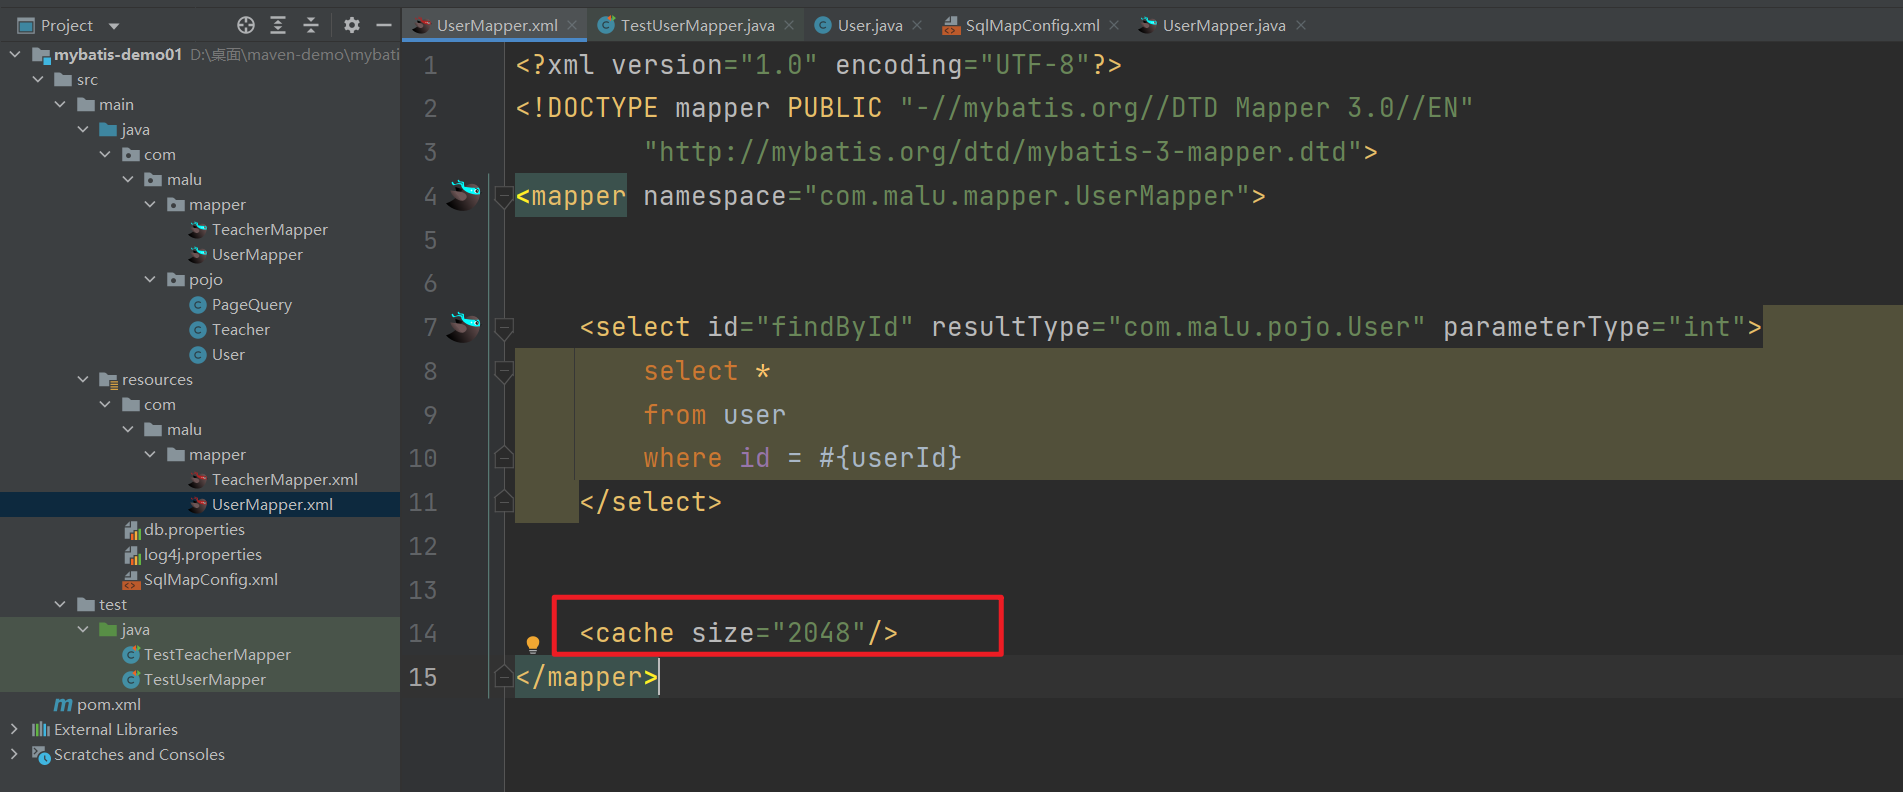 Project
UserMapper.xml
TestUserMapper.java
User.java
SqlMapConfig.xml
UserMapper.java
mybatis-demo01 D:\桌面\maven-demo\mybati
src
main
java
com
malu
mapper
TeacherMapper
UserMapper
pojo
PageQuery
Teacher
User
resources
com
malu
mapper
TeacherMapper.xml
UserMapper.xml
db.properties
log4j.properties
SqlMapConfig.xml
test
java
TestTeacherMapper
TestUserMapper
pom.xml
External Libraries
Scratches and Consoles
1 <?xml version="1.0" encoding="UTF-8"?>
2 <!DOCTYPE mapper PUBLIC "-//mybatis.org//DTD Mapper 3.0//EN"
3 "http://mybatis.org/dtd/mybatis-3-mapper.dtd">
4 <mapper namespace="com.malu.mapper.UserMapper">
5
6
7 <select id="findById" resultType="com.malu.pojo.User" parameterType="int">
8 select *
9 from user
10 where id = #{userId}
11 </select>
12
13
14 <cache size="2048"/>
15 </mapper>